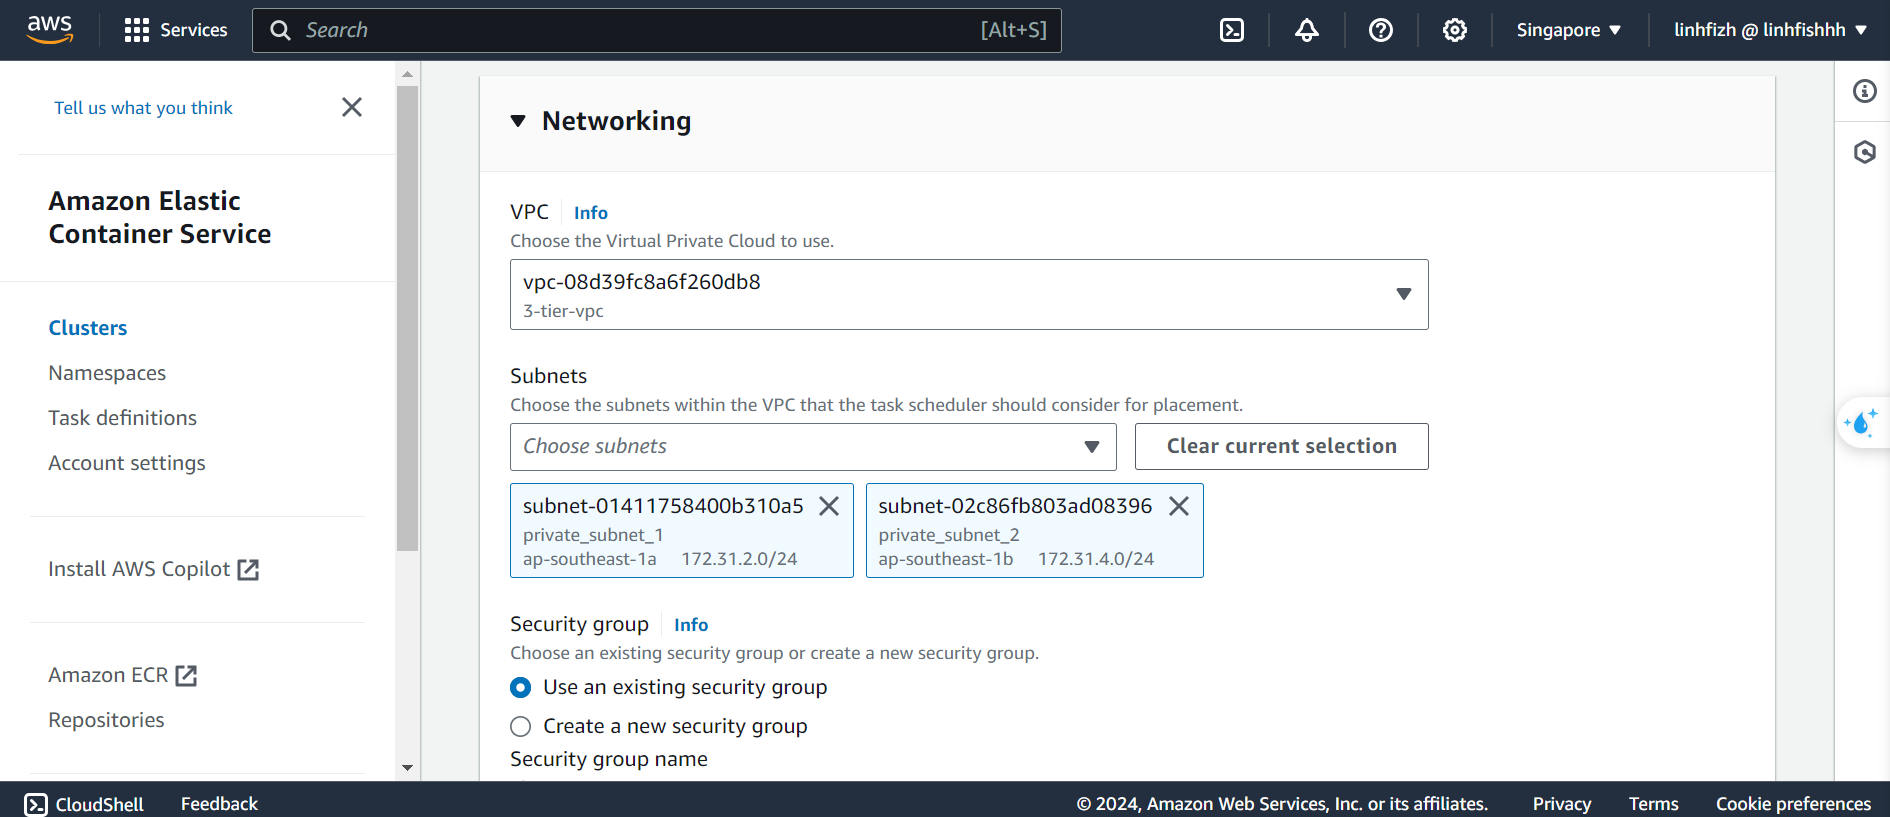 aws
Services
Search [Alt+S]
Singapore
linhfizh @ linhfishhh
Tell us what you think
Amazon Elastic
Container Service
Clusters
Namespaces
Task definitions
Account settings
Install AWS Copilot
Amazon ECR
Repositories
Networking
VPC Info
Choose the Virtual Private Cloud to use.
vpc-08d39fc8a6f260db8
3-tier-vpc
Subnets
Choose the subnets within the VPC that the task scheduler should consider for placement.
Choose subnets
Clear current selection
subnet-01411758400b310a5
private_subnet_1
ap-southeast-1a 172.31.2.0/24
subnet-02c86fb803ad08396
private_subnet_2
ap-southeast-1b 172.31.4.0/24
Security group Info
Choose an existing security group or create a new security group.
Use an existing security group
Create a new security group
Security group name
CloudShell
Feedback
© 2024, Amazon Web Services, Inc. or its affiliates.
Privacy
Terms
Cookie preferences